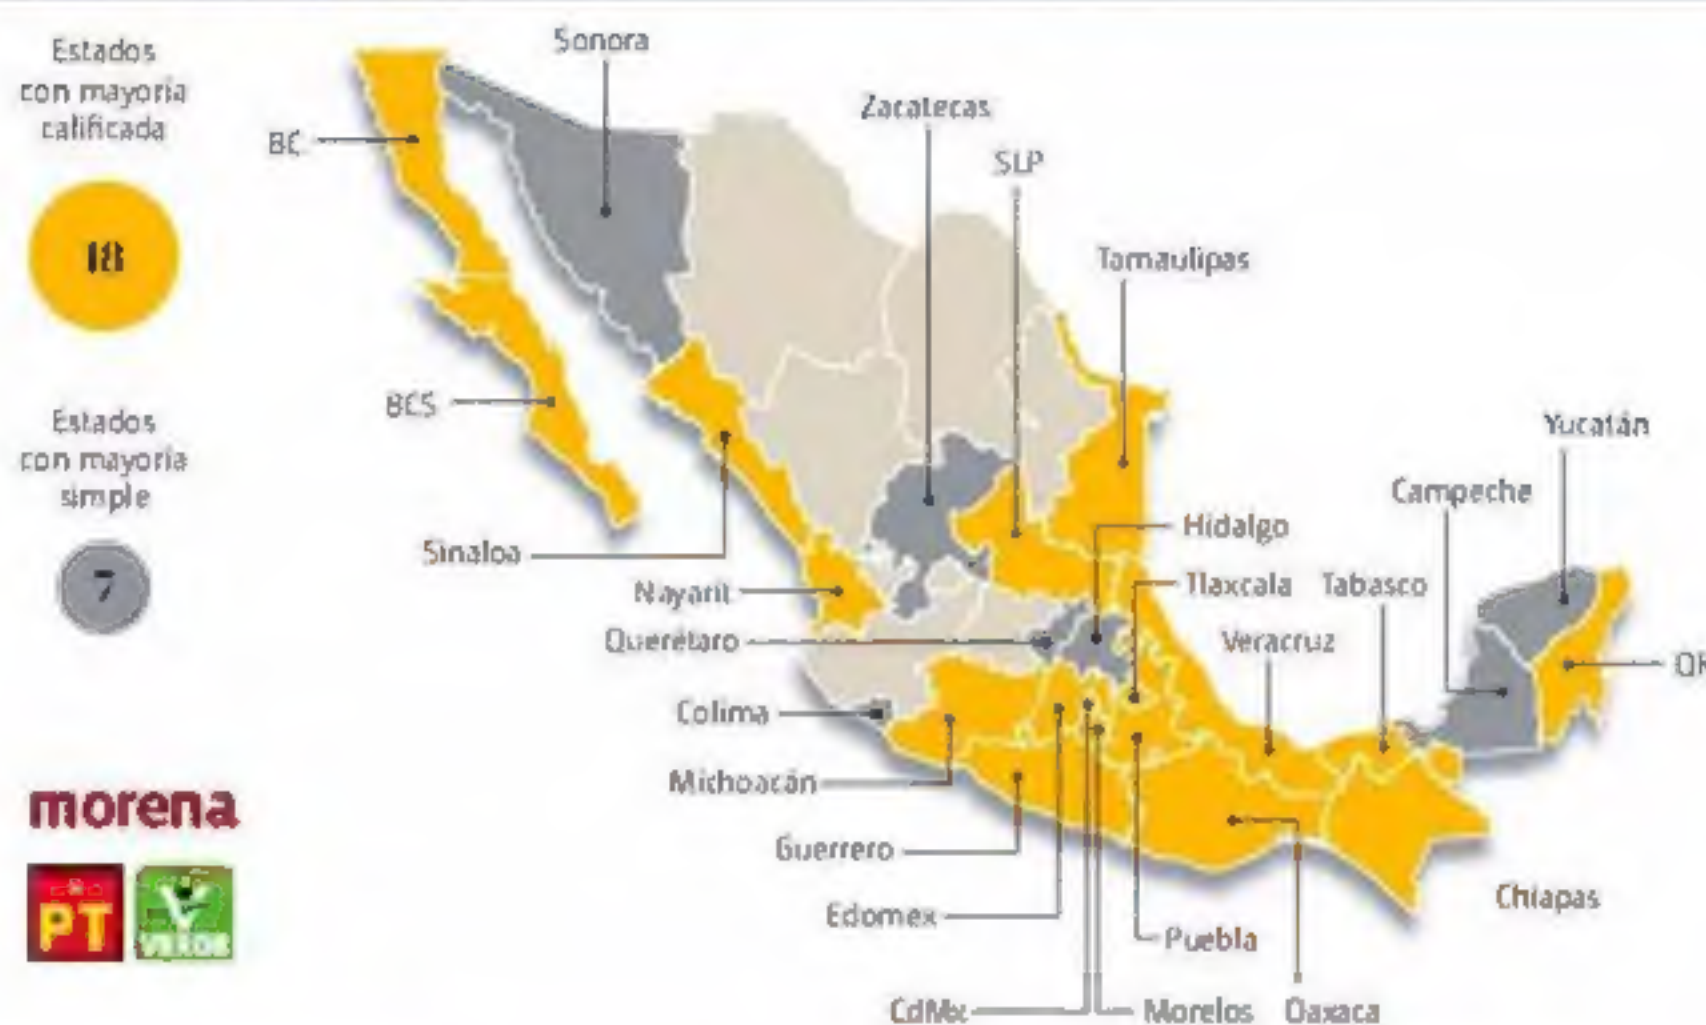 Estados
con mayoría
calificada
18
Estados
con mayoría
simple
7
morena
PT
VERDE
Sonora
BC
Zacatecas
SLP
Tamaulipas
BCS
Yucatán
Campeche
Sinaloa
Hidalgo
Nayarit
Tlaxcala
Tabasco
Querétaro
Veracruz
Colima
Michoacán
Guerrero
Edomex
Chiapas
Puebla
CdMx
Morelos
Oaxaca